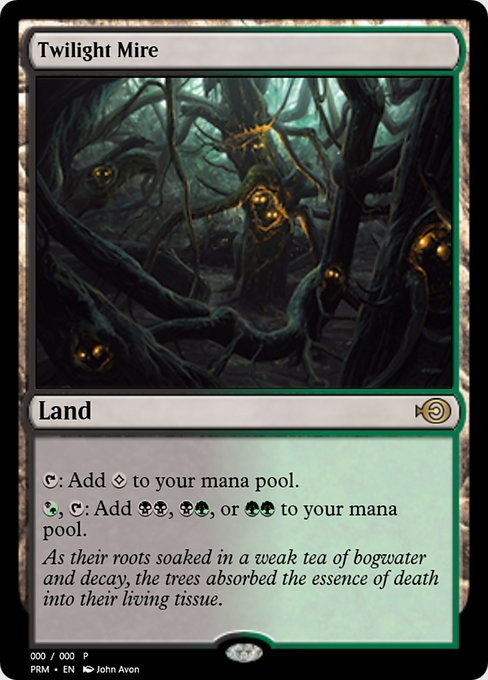 Twilight Mire
Land
: Add to your mana pool.
, : Add , , or to your mana
pool.
As their roots soaked in a weak tea of bogwater
and decay, the trees absorbed the essence of death
into their living tissue.
000 / 000 P
PRM • EN John Avon